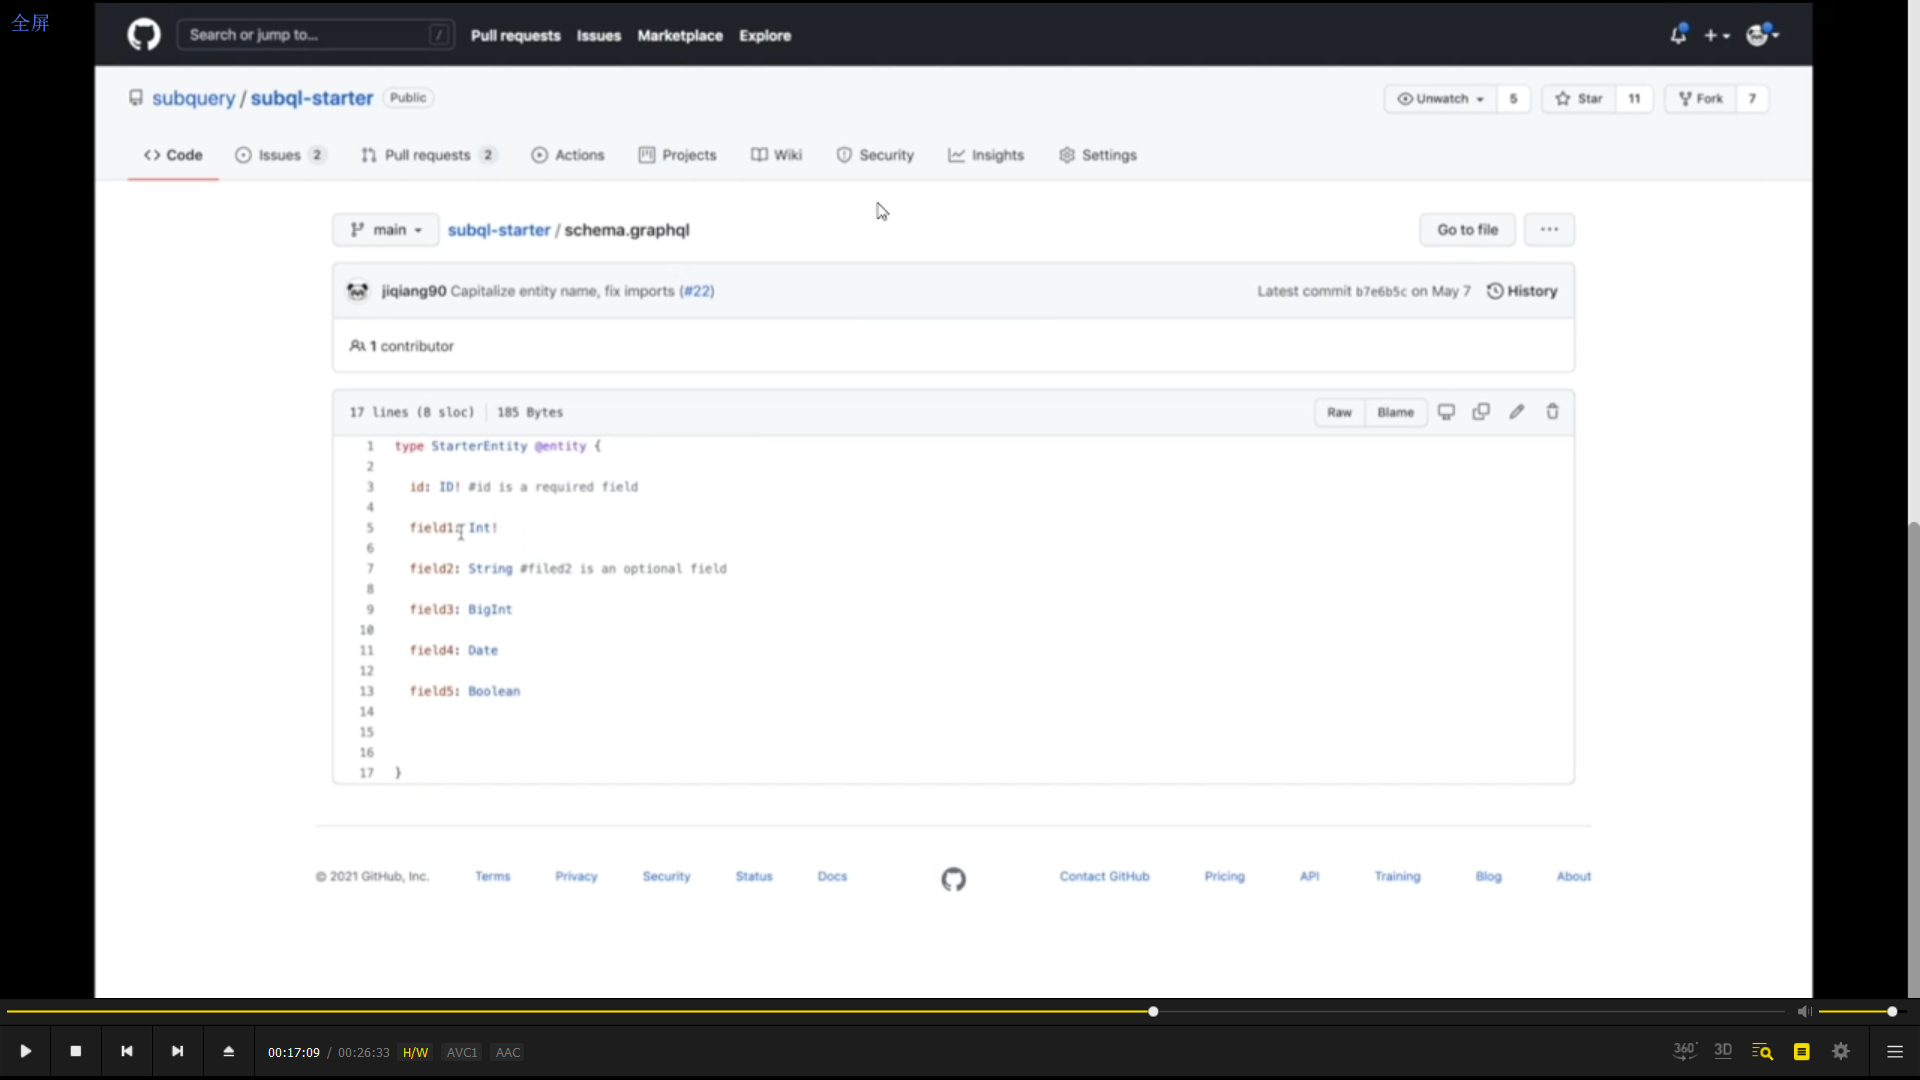 全屏
Search or jump to... / Pull requests Issues Marketplace Explore
subquery / subql-starter Public Unwatch 5 Star 11 Fork 7
Code Issues 2 Pull requests 2 Actions Projects Wiki Security Insights Settings
main subql-starter / schema.graphql Go to file ...
jiqiang90 Capitalize entity name, fix imports (#22) Latest commit b7e6b5c on May 7 History
1 contributor
17 lines (8 sloc) 185 Bytes Raw Blame
1 type StarterEntity @entity {
2
3 id: ID! #id is a required field
4
5 field1: Int!
6
7 field2: String #filed2 is an optional field
8
9 field3: BigInt
10
11 field4: Date
12
13 field5: Boolean
14
15
16
17 }
© 2021 GitHub, Inc. Terms Privacy Security Status Docs Contact GitHub Pricing API Training Blog About
00:17:09 / 00:26:33 H/W AVC1 AAC 360° 3D